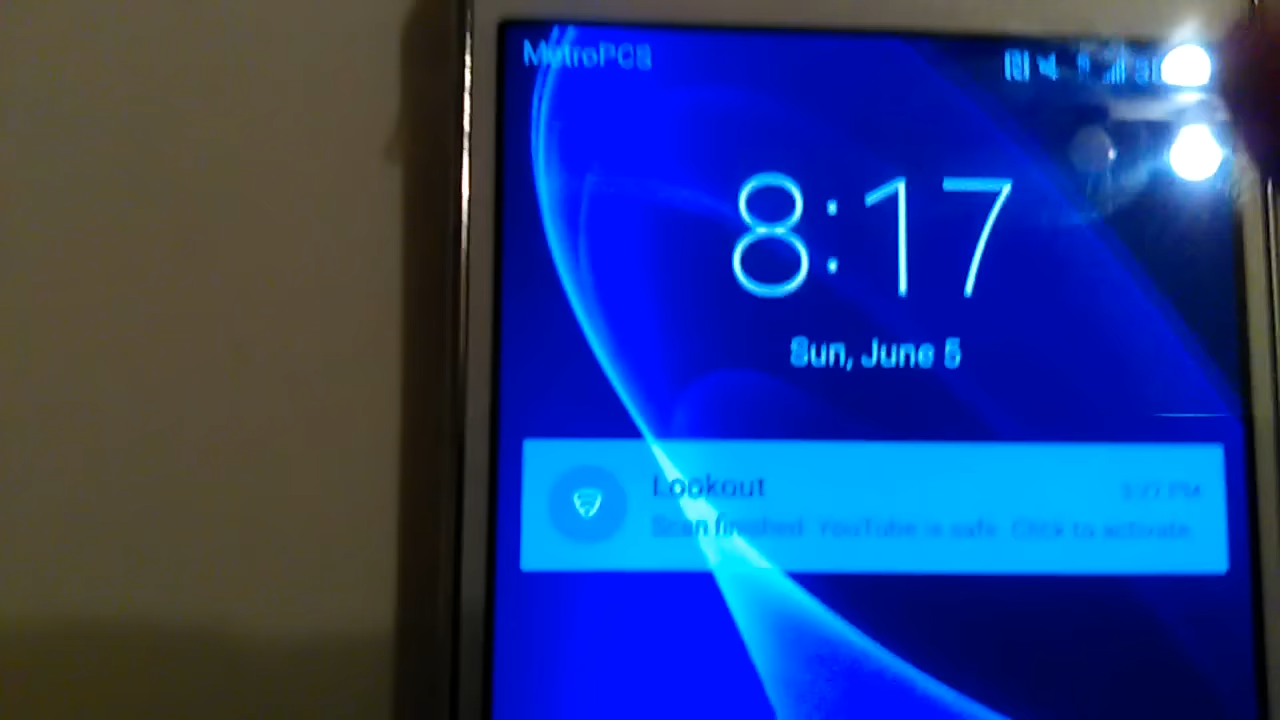 MetroPCS
8:17
Sun, June 5
Lookout
Scan finished. YouTube is safe. Click to activate.